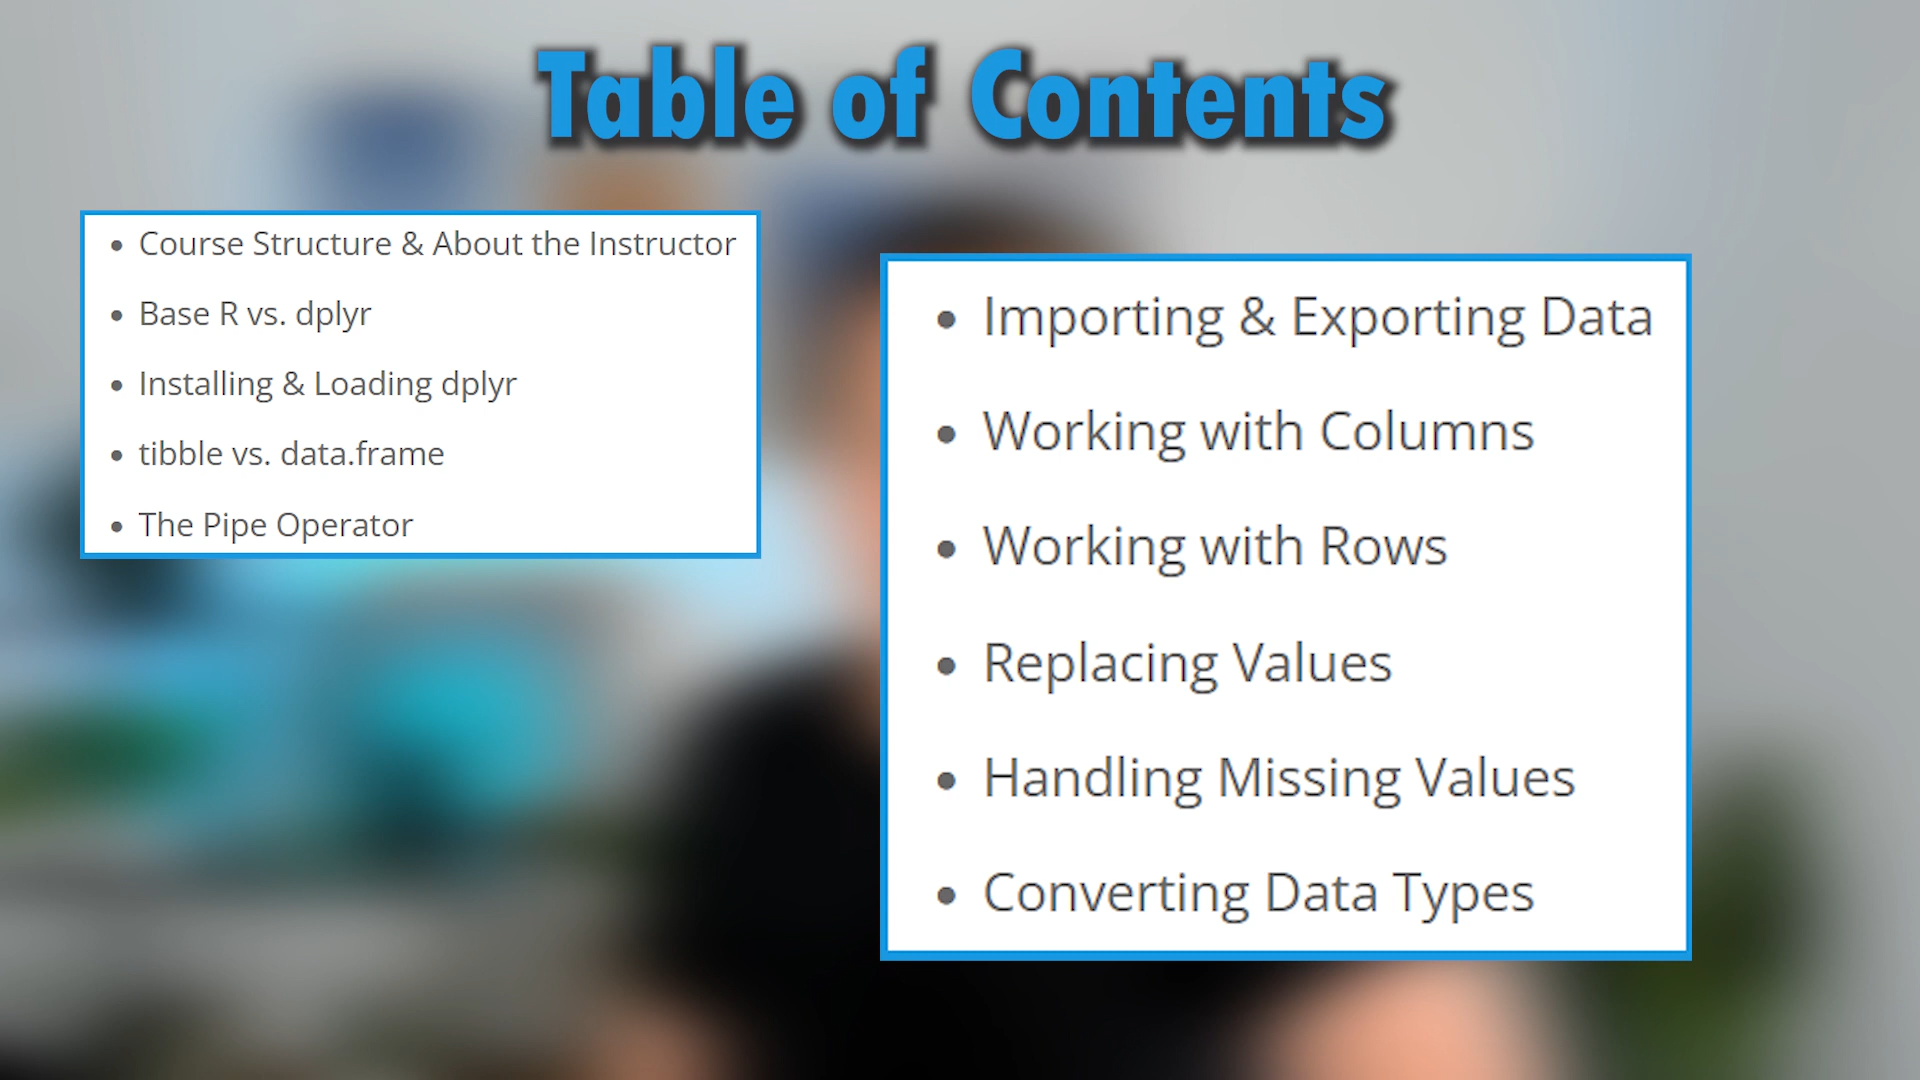 Table of Contents
• Course Structure & About the Instructor
• Base R vs. dplyr
• Installing & Loading dplyr
• tibble vs. data.frame
• The Pipe Operator
• Importing & Exporting Data
• Working with Columns
• Working with Rows
• Replacing Values
• Handling Missing Values
• Converting Data Types